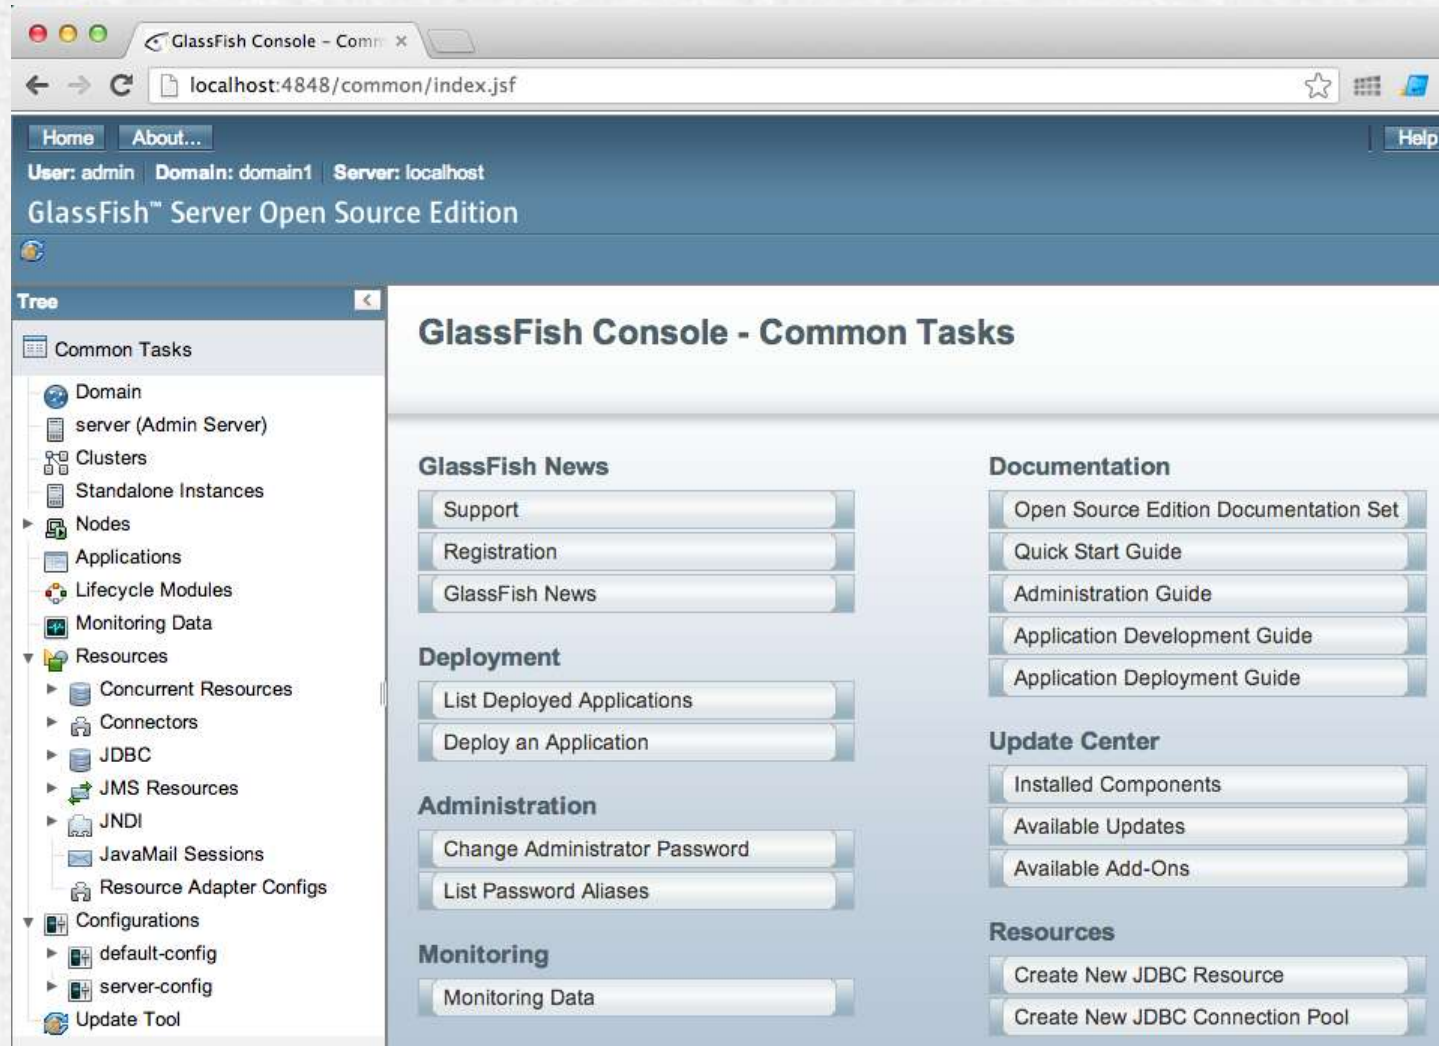 GlassFish Console – Comm
localhost:4848/common/index.jsf
Home About... Help
User: admin Domain: domain1 Server: localhost
GlassFish™ Server Open Source Edition
Tree
Common Tasks
Domain
server (Admin Server)
Clusters
Standalone Instances
Nodes
Applications
Lifecycle Modules
Monitoring Data
Resources
Concurrent Resources
Connectors
JDBC
JMS Resources
JNDI
JavaMail Sessions
Resource Adapter Configs
Configurations
default-config
server-config
Update Tool
GlassFish Console - Common Tasks
GlassFish News
Support
Registration
GlassFish News
Deployment
List Deployed Applications
Deploy an Application
Administration
Change Administrator Password
List Password Aliases
Monitoring
Monitoring Data
Documentation
Open Source Edition Documentation Set
Quick Start Guide
Administration Guide
Application Development Guide
Application Deployment Guide
Update Center
Installed Components
Available Updates
Available Add-Ons
Resources
Create New JDBC Resource
Create New JDBC Connection Pool